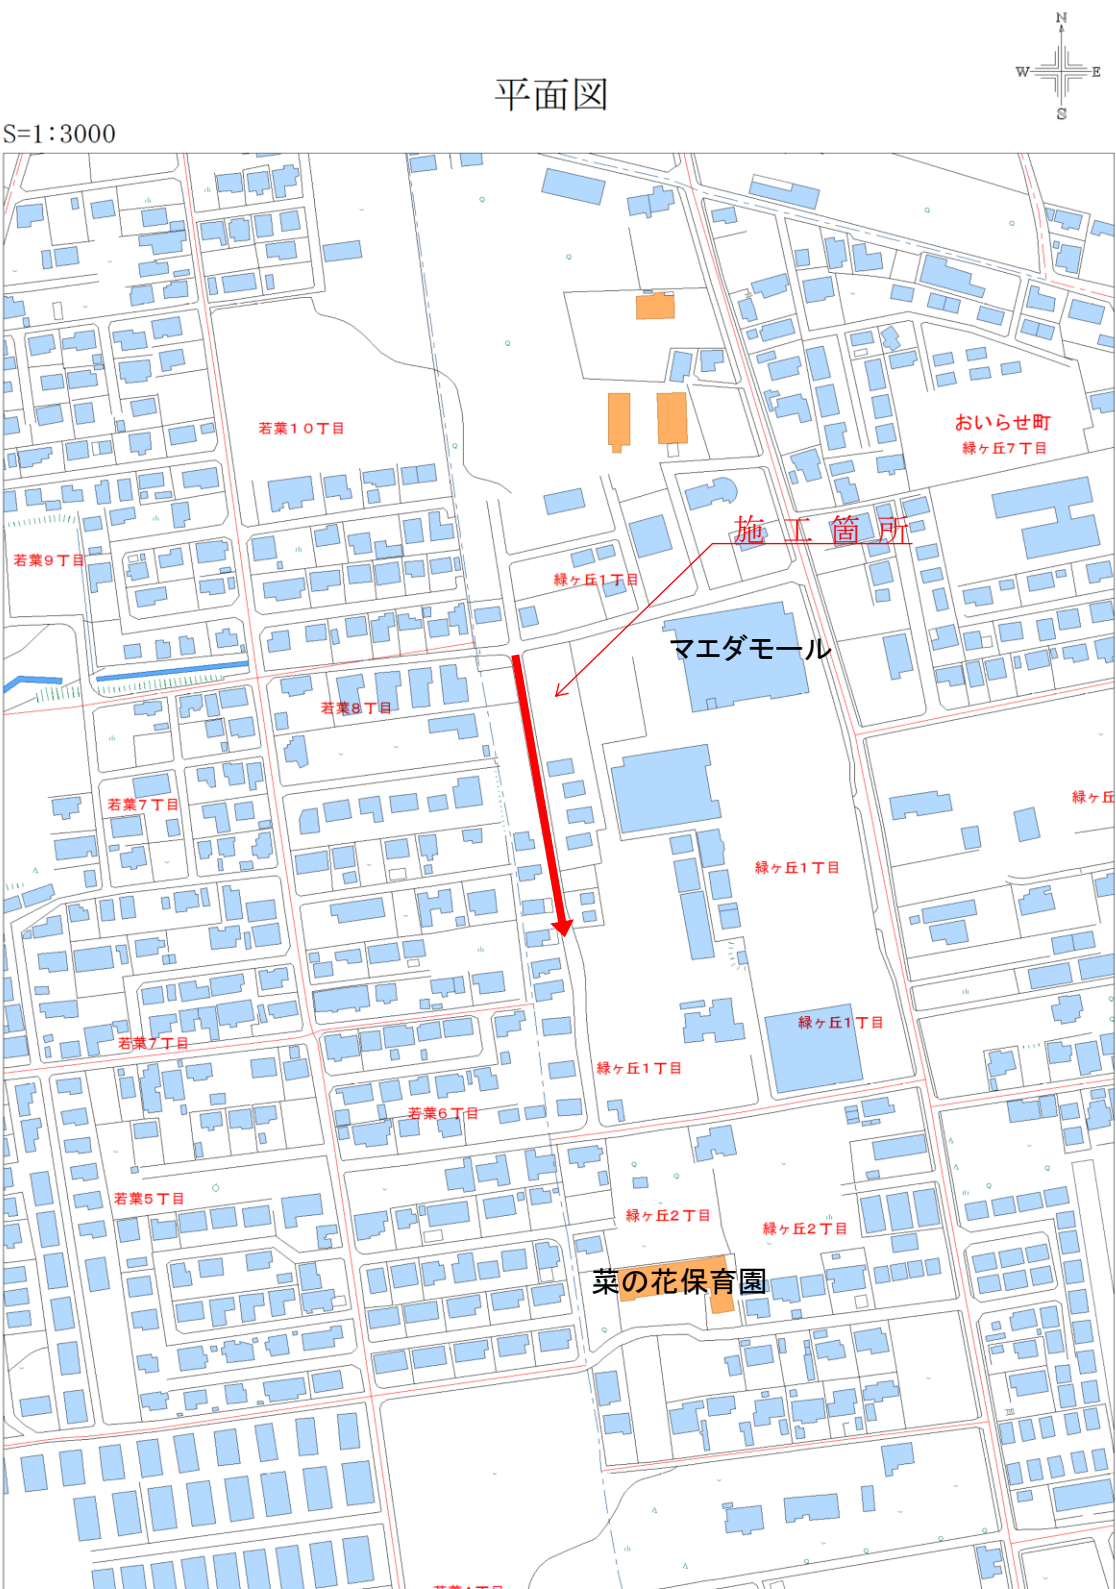 N
W E
S
平面図
S=1:3000
若葉10丁目
おいらせ町
緑ヶ丘7丁目
施工箇所
若葉9丁目
緑ヶ丘1丁目
マエダモール
若葉8丁目
若葉7丁目
緑ヶ丘
緑ヶ丘1丁目
緑ヶ丘1丁目
若葉7丁目
緑ヶ丘1丁目
若葉6丁目
若葉5丁目
緑ヶ丘2丁目
緑ヶ丘2丁目
菜の花保育園